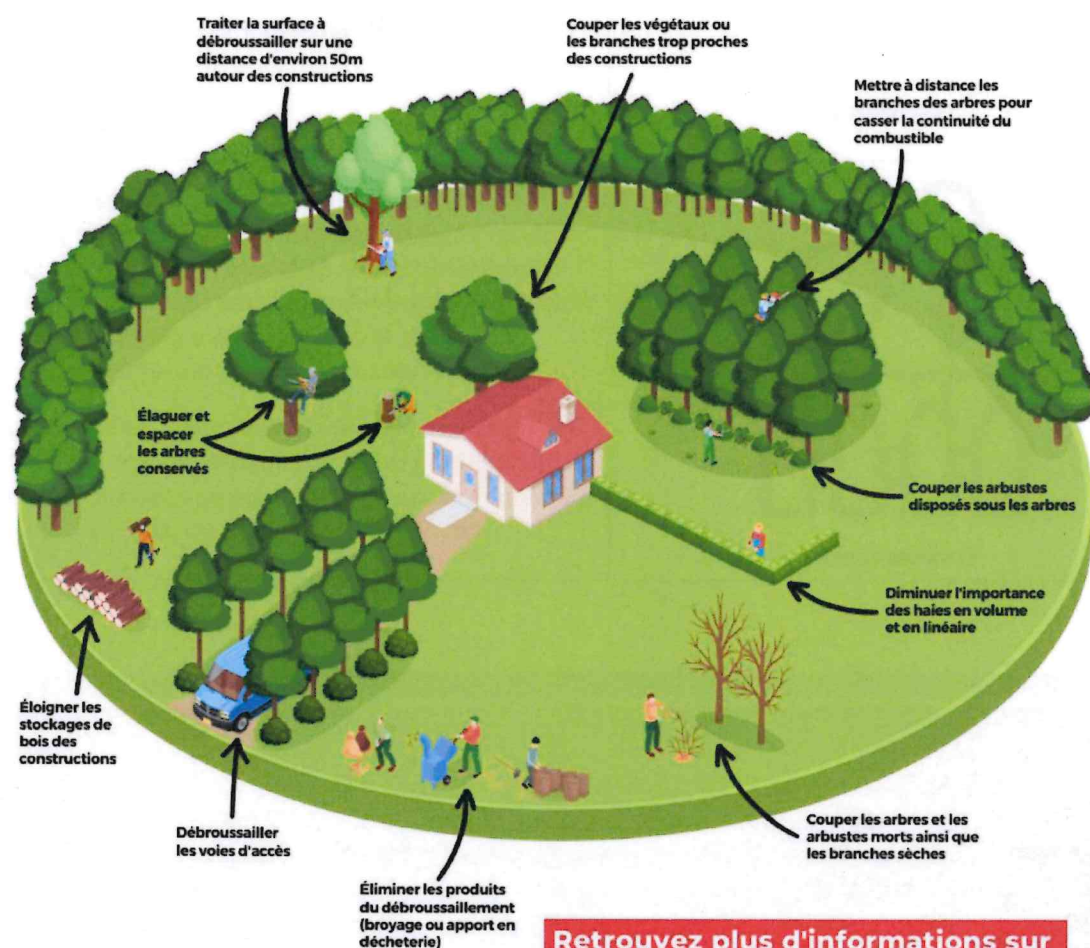 Traiter la surface à
débroussailler sur une
distance d'environ 50m
autour des constructions
Couper les végétaux ou
les branches trop proches
des constructions
Mettre à distance les
branches des arbres pour
casser la continuité du
combustible
Élaguer et
espacer
les arbres
conservés
Couper les arbustes
disposés sous les arbres
Diminuer l'importance
des haies en volume
et en linéaire
Éloigner les
stockages de
bois des
constructions
Débroussailler
les voies d'accès
Éliminer les produits
du débroussaillement
(broyage ou apport en
décheterie)
Couper les arbres et les
arbustes morts ainsi que
les branches sèches
Retrouvez plus d'informations sur